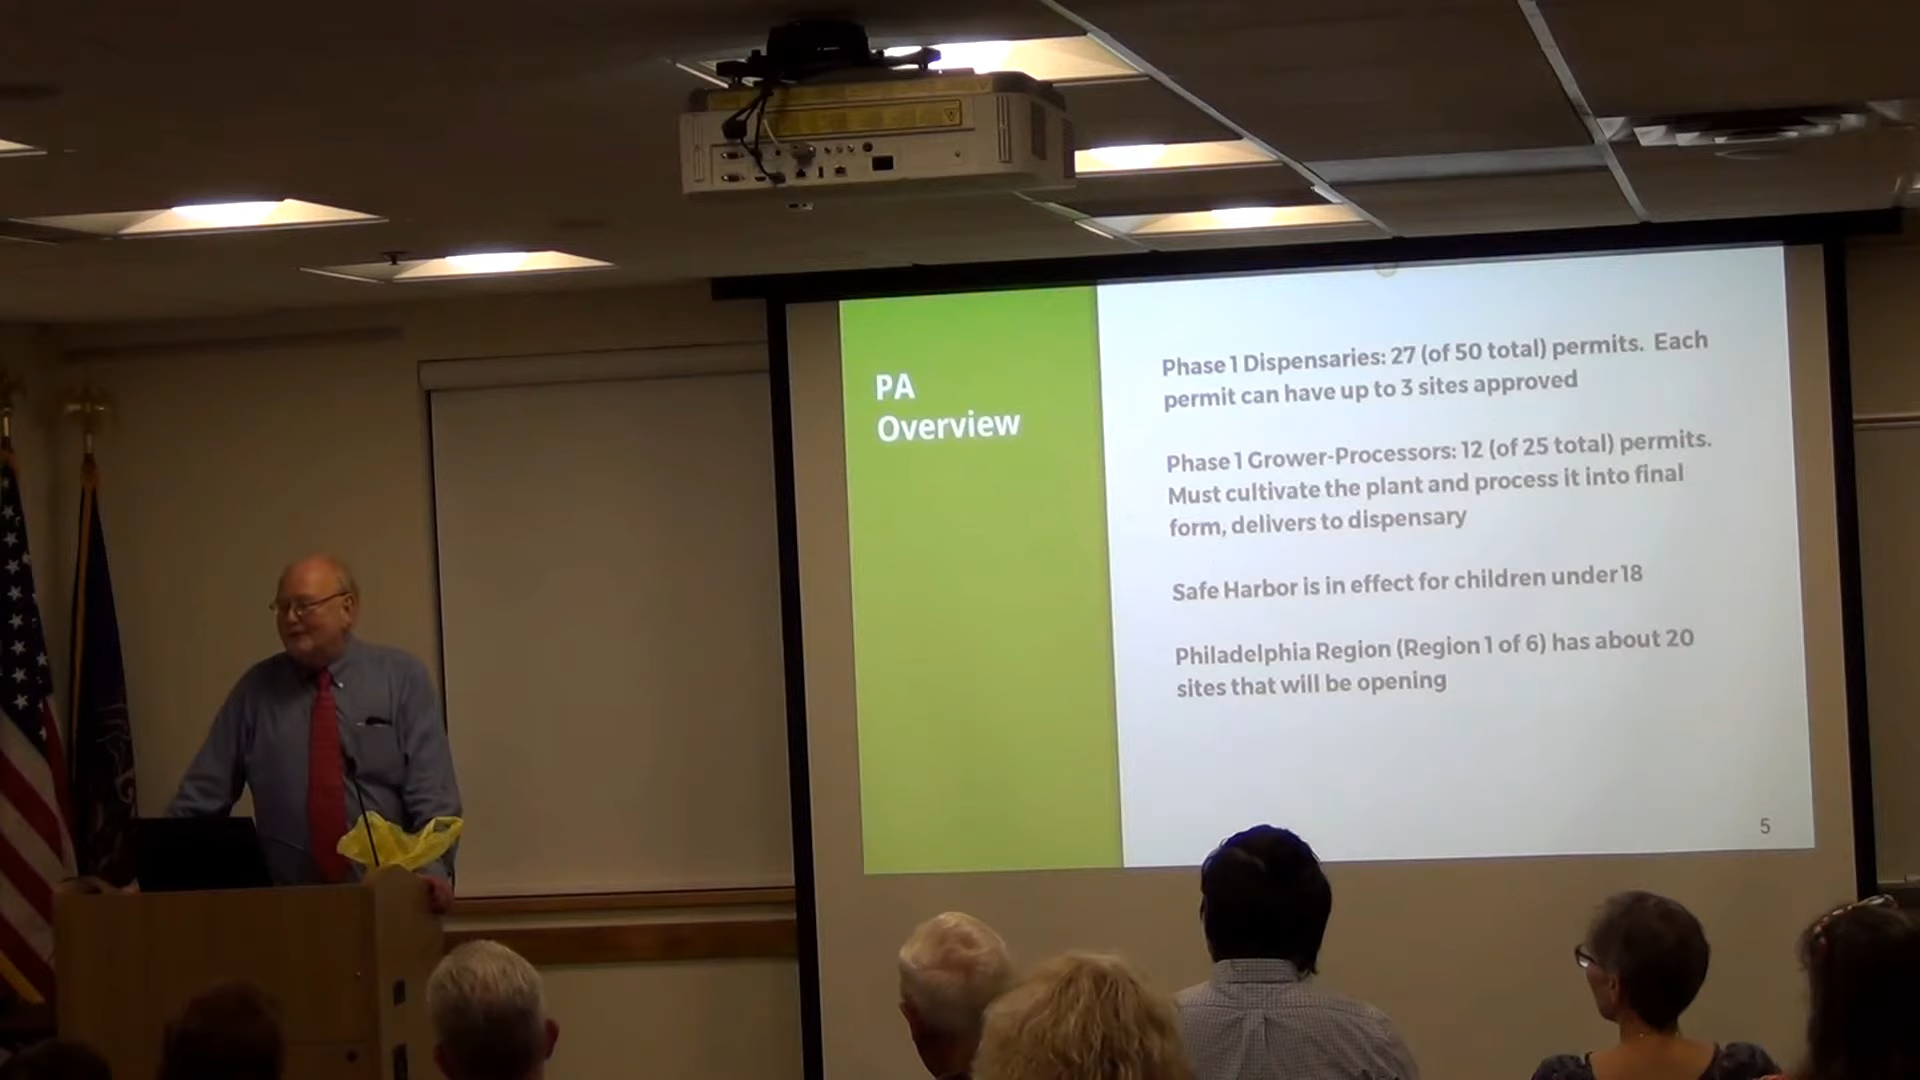 PA
Overview
Phase 1 Dispensaries: 27 (of 50 total) permits. Each
permit can have up to 3 sites approved
Phase 1 Grower-Processors: 12 (of 25 total) permits.
Must cultivate the plant and process it into final
form, delivers to dispensary
Safe Harbor is in effect for children under 18
Philadelphia Region (Region 1 of 6) has about 20
sites that will be opening
5